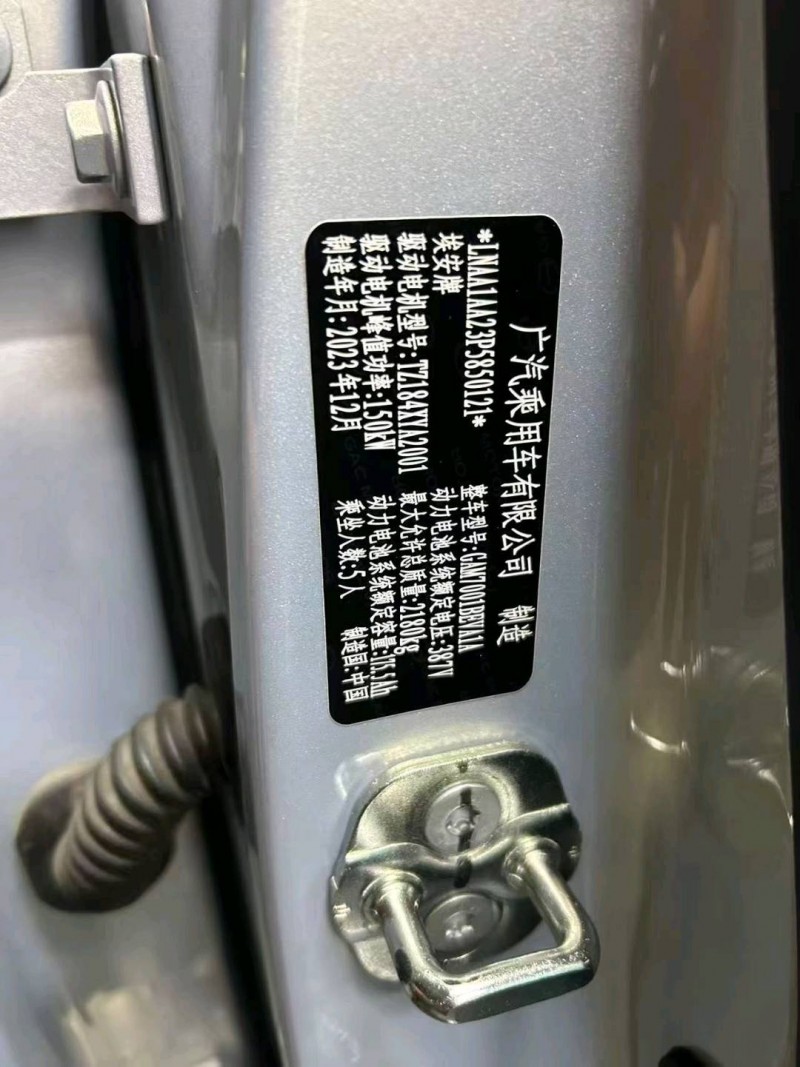 广汽乘用车有限公司 制造
*LNAA1AA23P5850121* 整车型号:GAM7000BEVA1A
埃安牌 动力电池系统额定电压:387V
驱动电机型号:TZ184XYA2001 最大允许总质量:2180kg
驱动电机峰值功率:150kW 动力电池系统额定容量:175.5Ah
制造年月:2023年12月 乘坐人数:5人 制造国:中国